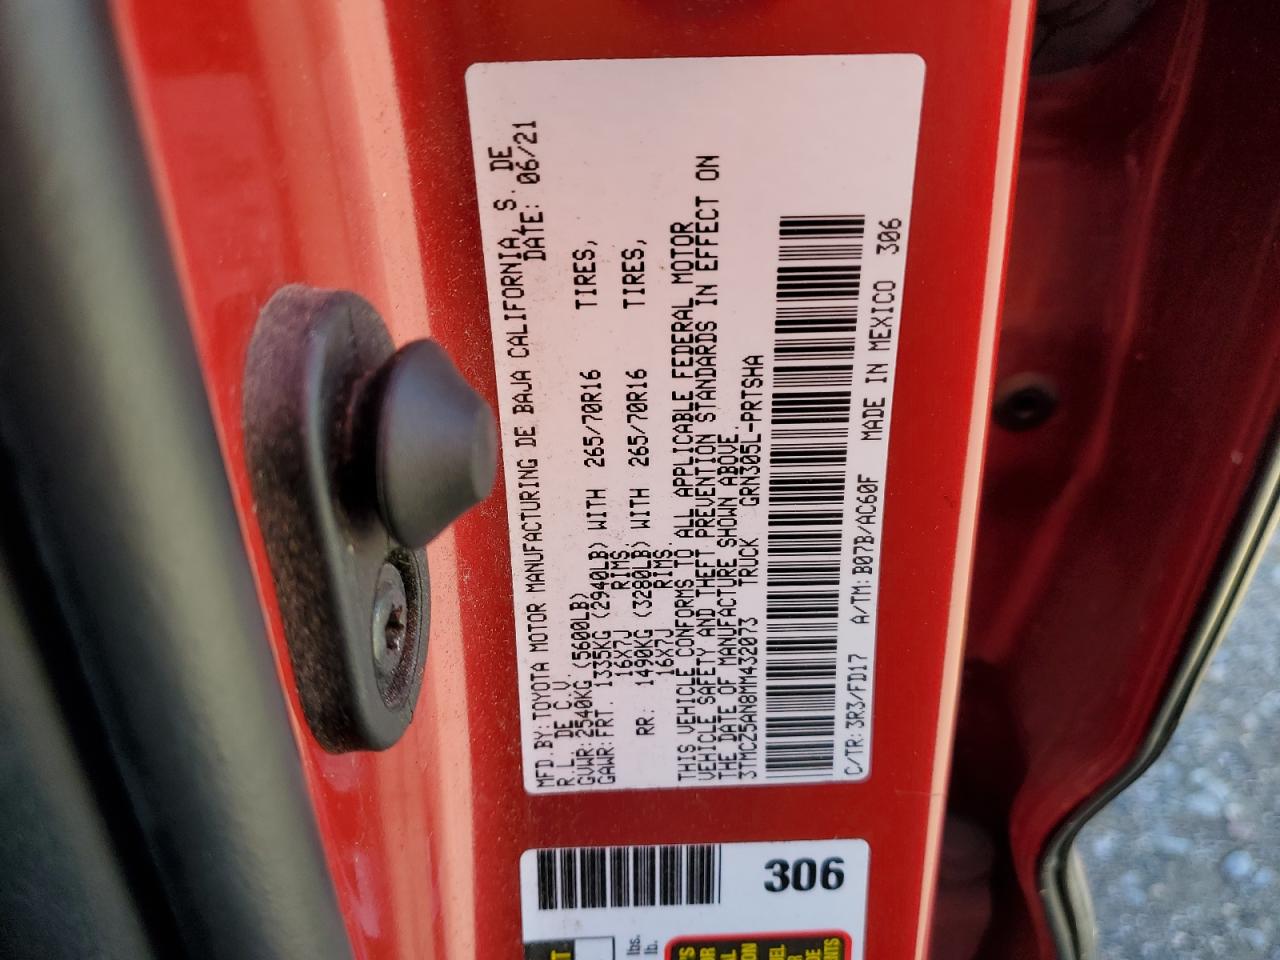 MFD.BY:TOYOTA MOTOR MANUFACTURING DE BAJA CALIFORNIA, S. DE
R.L. DE C.V. DATE: 06/21
GVWR:2540KG (5600LB)
GAWR:FRT. 1335KG (2940LB) WITH 265/70R16 TIRES,
16X7J RIMS.
RR: 1490KG (3280LB) WITH 265/70R16 TIRES,
16X7J RIMS.
THIS VEHICLE CONFORMS TO ALL APPLICABLE FEDERAL MOTOR
VEHICLE SAFETY AND THEFT PREVENTION STANDARDS IN EFFECT ON
THE DATE OF MANUFACTURE SHOWN ABOVE.
3TMCZ5AN8MM432073 TRUCK GRN305L-PRTSHA
C/TR:3R3/FD17 A/TM:B07B/AC60F MADE IN MEXICO 306
306
lbs.
lb.